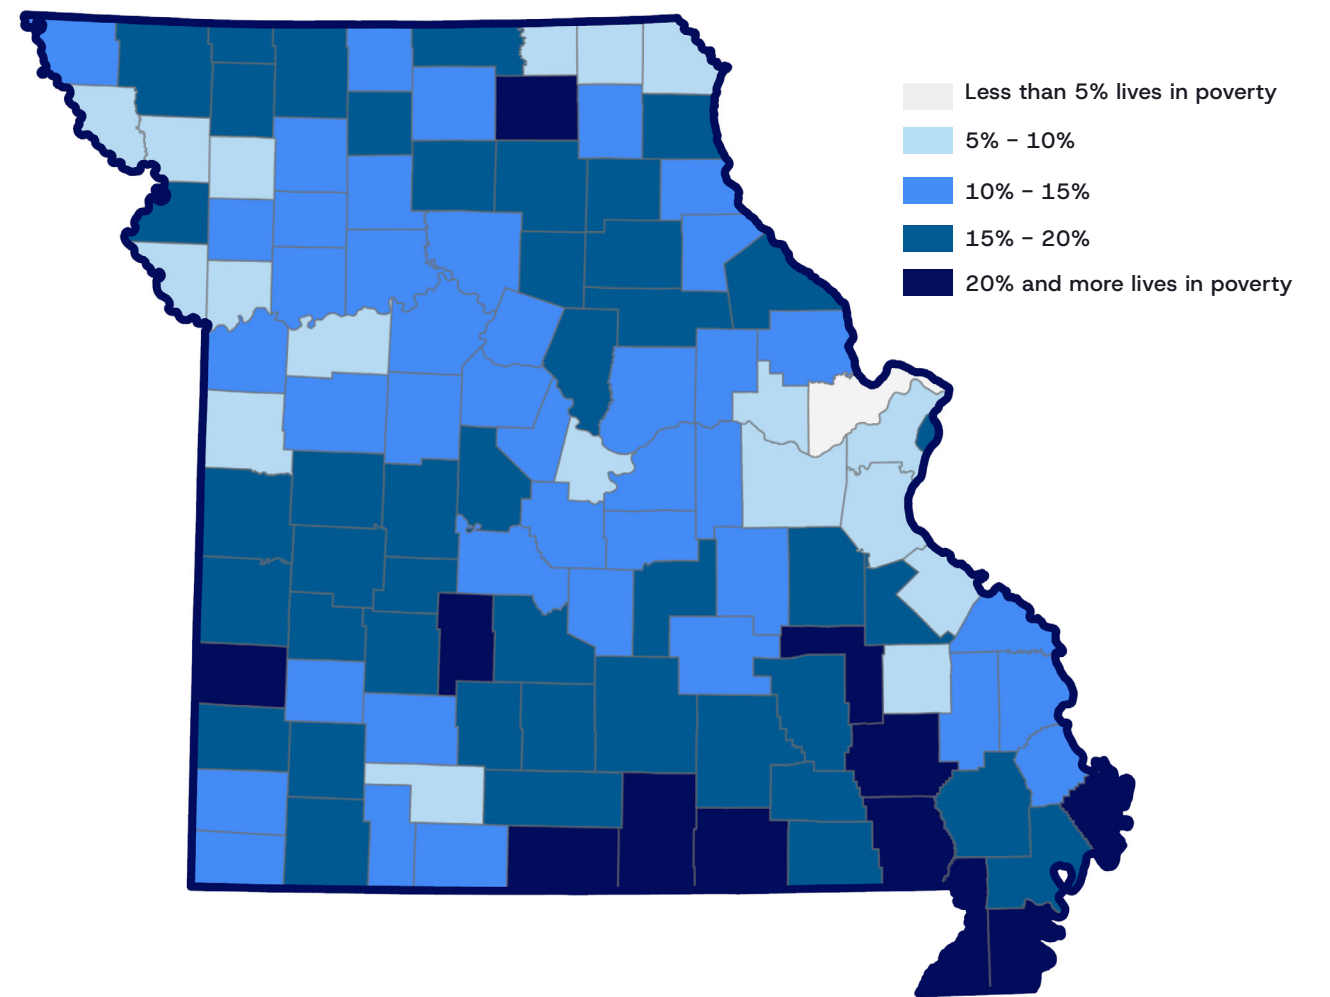 Less than 5% lives in poverty
5% - 10%
10% - 15%
15% - 20%
20% and more lives in poverty